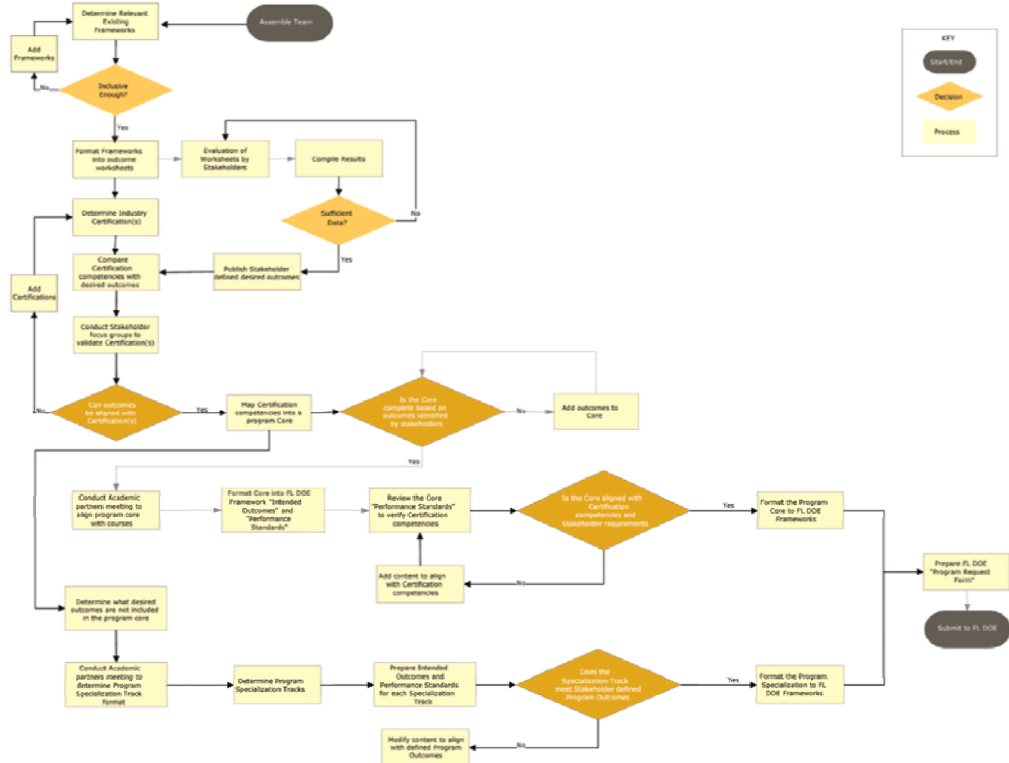 Determine Relevant
Existing
Frameworks
Assemble Team
Add
Frameworks
No
Inclusive
Enough?
Yes
KEY
Start/End
Decision
Process
Format Frameworks
into outcome
worksheets
Evaluation of
Worksheets by
Stakeholders
Compile Results
Determine Industry
Certification(s)
Sufficient
Data?
No
Yes
Compare
Certification
competencies with
desired outcomes
Publish Stakeholder
defined desired outcomes
Add
Certifications
Conduct Stakeholder
focus groups to
validate Certification(s)
Can outcomes
be aligned with
Certification(s)
No
Yes
Map Certification
competencies into a
program Core
Is the Core
complete based on
outcomes identified
by stakeholders
No
Add outcomes to
Core
Yes
Conduct Academic
partners meeting to
align program core
with courses
Format Core into FL DOE
Framework "Intended
Outcomes" and
"Performance
Standards"
Review the Core
"Performance Standards"
to verify Certification
competencies
Is the Core aligned with
Certification
competencies and
Stakeholder requirements
Yes
Format the Program
Core to FL DOE
Frameworks
No
Add content to align
with Certification
competencies
Prepare FL DOE
"Program Request
Form"
Submit to FL DOE
Determine what desired
outcomes are not included
in the program core
Conduct Academic
partners meeting to
determine Program
Specialization Track
format
Determine Program
Specialization Tracks
Prepare Intended
Outcomes and
Performance Standards
for each Specialization
Track
Does the
Specialization Track
meet Stakeholder defined
Program Outcomes
Yes
Format the Program.
Specialization to FL DOE
Frameworks
No
Modify content to align
with defined Program
Outcomes